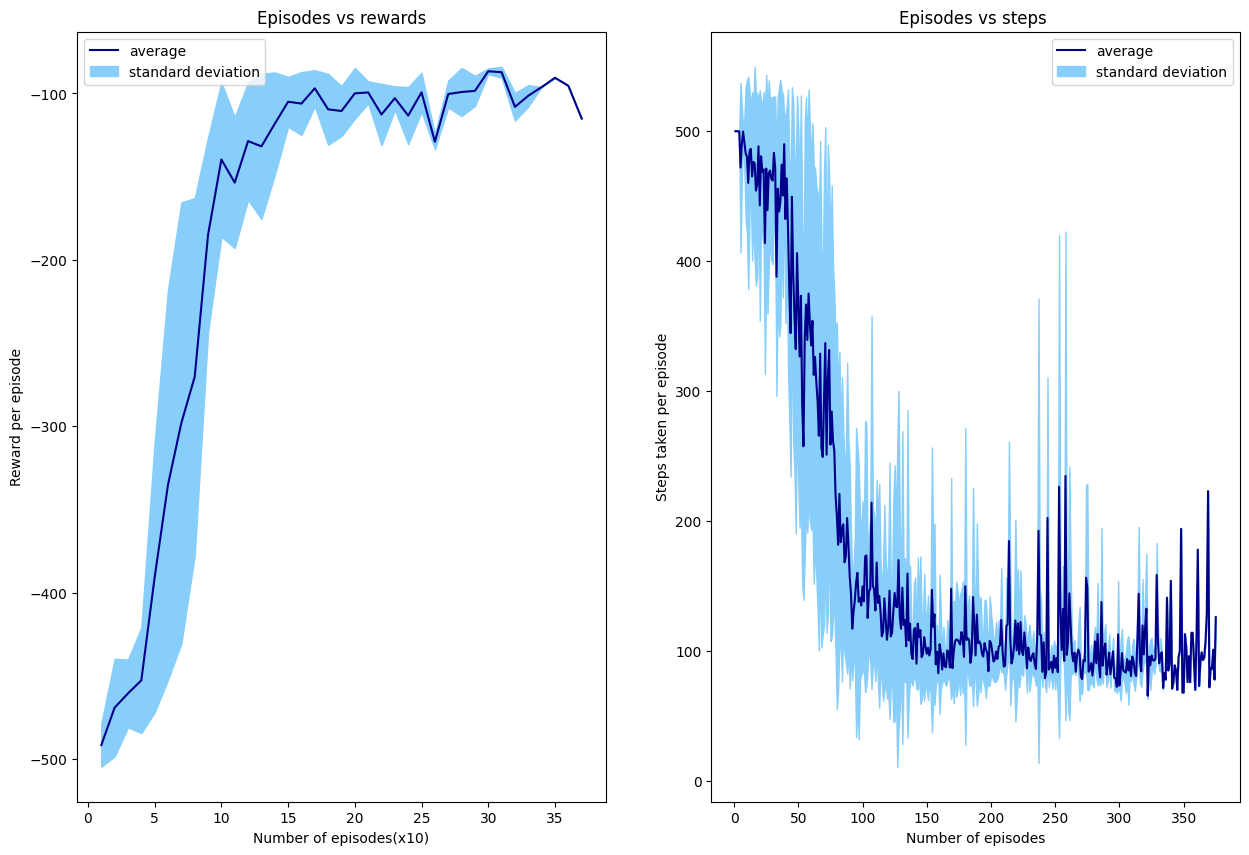 Episodes vs rewards
average
standard deviation
−100
−200
−300
−400
−500
0
5
10
15
20
25
30
35
Number of episodes(x10)
Reward per episode
Episodes vs steps
average
standard deviation
500
400
300
200
100
0
0
50
100
150
200
250
300
350
Number of episodes
Steps taken per episode